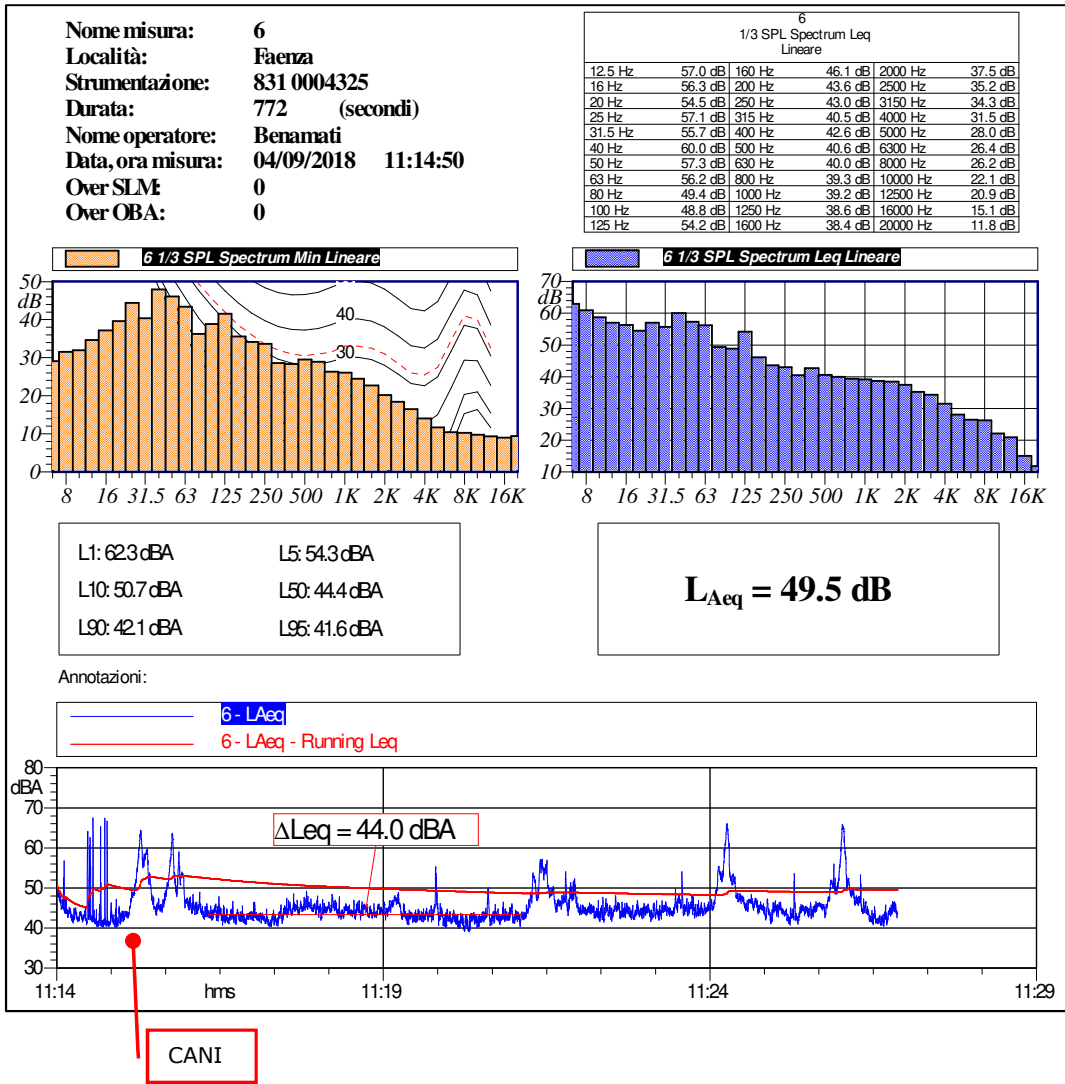 Nome misura: 6
Località: Faenza
Strumentazione: 831 0004325
Durata: 772 (secondi)
Nome operatore: Benamati
Data, ora misura: 04/09/2018 11:14:50
Over SLM: 0
Over OBA: 0
6
1/3 SPL Spectrum Leq
Lineare
12.5 Hz 57.0 dB 160 Hz 46.1 dB 2000 Hz 37.5 dB
16 Hz 56.3 dB 200 Hz 43.6 dB 2500 Hz 35.2 dB
20 Hz 54.5 dB 250 Hz 43.0 dB 3150 Hz 34.3 dB
25 Hz 57.1 dB 315 Hz 40.5 dB 4000 Hz 31.5 dB
31.5 Hz 55.7 dB 400 Hz 42.6 dB 5000 Hz 28.0 dB
40 Hz 60.0 dB 500 Hz 40.6 dB 6300 Hz 26.4 dB
50 Hz 57.3 dB 630 Hz 40.0 dB 8000 Hz 26.2 dB
63 Hz 56.2 dB 800 Hz 39.3 dB 10000 Hz 22.1 dB
80 Hz 49.4 dB 1000 Hz 39.2 dB 12500 Hz 20.9 dB
100 Hz 48.8 dB 1250 Hz 38.6 dB 16000 Hz 15.1 dB
125 Hz 54.2 dB 1600 Hz 38.4 dB 20000 Hz 11.8 dB
6 1/3 SPL Spectrum Min Lineare
50
dB
40
30
20
10
0
40
30
8 16 31.5 63 125 250 500 1K 2K 4K 8K 16K
6 1/3 SPL Spectrum Leq Lineare
70
dB
60
50
40
30
20
10
8 16 31.5 63 125 250 500 1K 2K 4K 8K 16K
L1: 62.3 dBA L5: 54.3 dBA
L10: 50.7 dBA L50: 44.4 dBA
L90: 42.1 dBA L95: 41.6 dBA
LAeq = 49.5 dB
Annotazioni:
6 - LAeq
6 - LAeq - Running Leq
80
dBA
70
60
50
40
30
ΔLeq = 44.0 dBA
11:14 hms 11:19 11:24 11:29
CANI